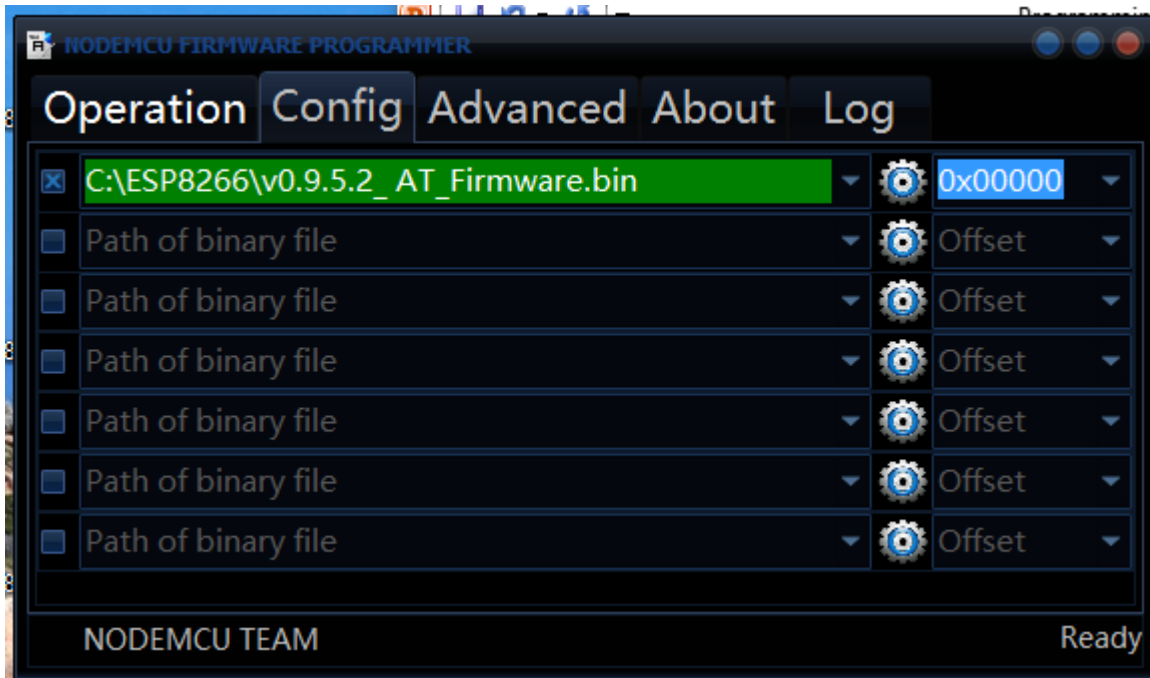 NODEMCU FIRMWARE PROGRAMMER
Operation Config Advanced About Log
C:\ESP8266\v0.9.5.2_ AT_Firmware.bin 0x00000
Path of binary file Offset
Path of binary file Offset
Path of binary file Offset
Path of binary file Offset
Path of binary file Offset
Path of binary file Offset
NODEMCU TEAM Ready